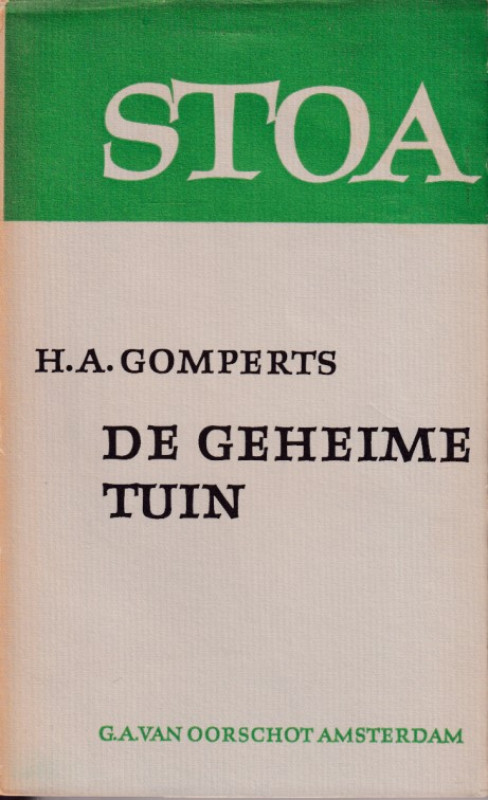 STOA
H.A. GOMPERTS
DE GEHEIME
TUIN
G.A.VAN OORSCHOT AMSTERDAM